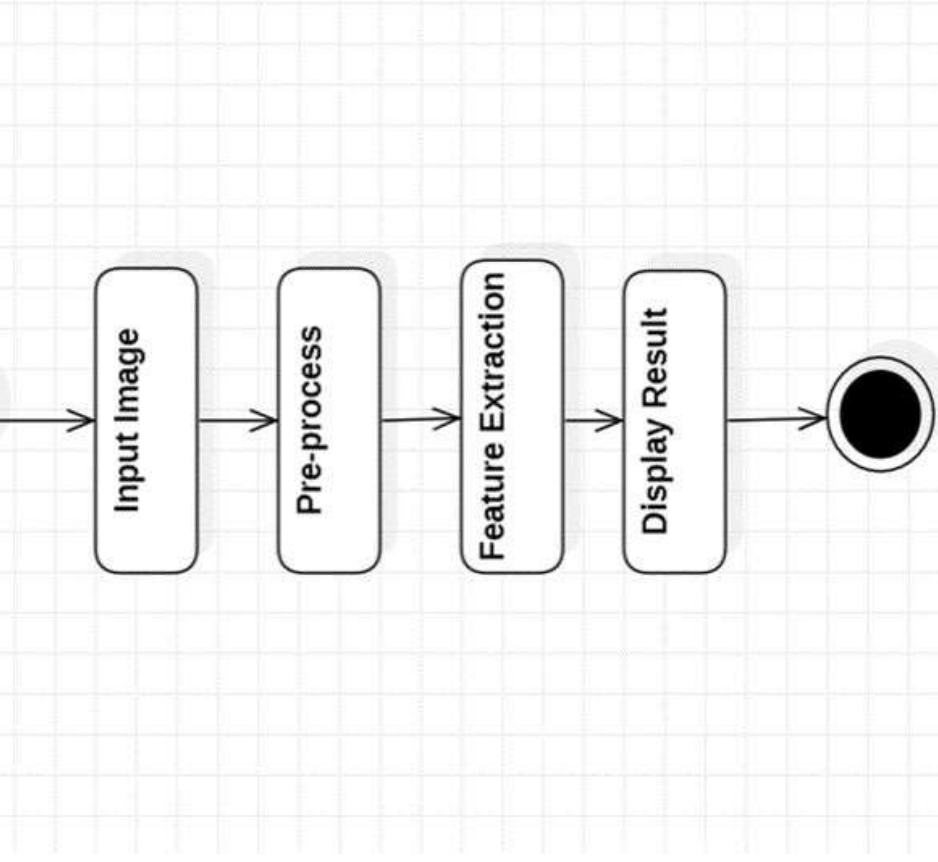 Input Image
Pre-process
Feature Extraction
Display Result